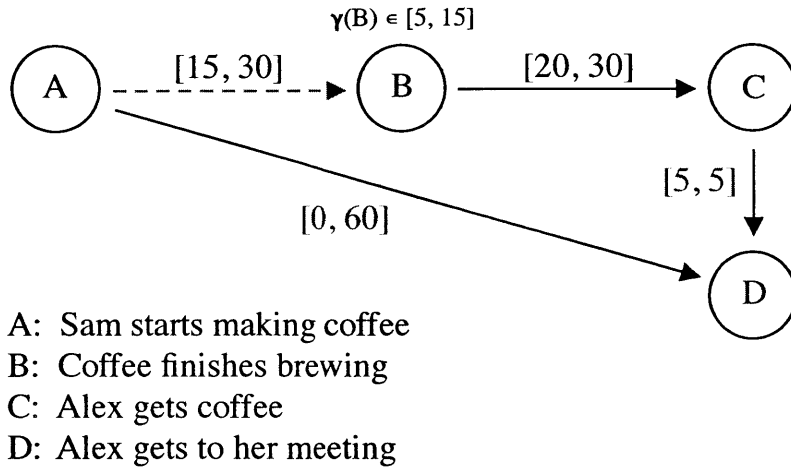 γ(B) ∈ [5, 15]
A
[15, 30]
B
[20, 30]
C
[5, 5]
[0, 60]
D
A: Sam starts making coffee
B: Coffee finishes brewing
C: Alex gets coffee
D: Alex gets to her meeting